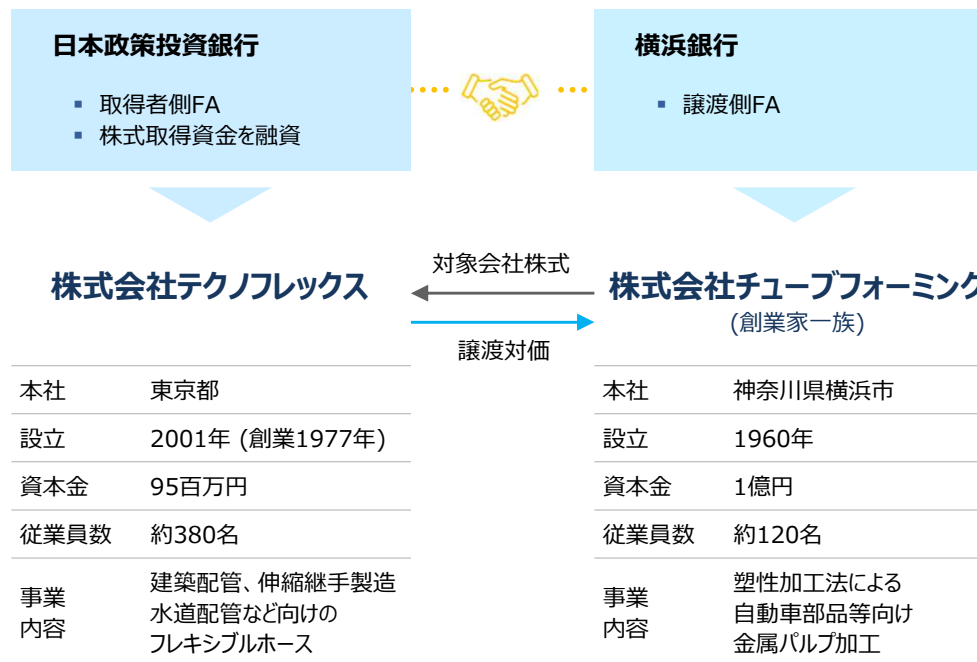 日本政策投資銀行
▪ 取得者側FA
▪ 株式取得資金を融資
横浜銀行
▪ 譲渡側FA
株式会社テクノフレックス
対象会社株式
譲渡対価
株式会社チューブフォーミング
(創業家一族)
本社 東京都
設立 2001年 (創業1977年)
資本金 95百万円
従業員数 約380名
事業
内容
建築配管、伸縮継手製造
水道配管など向けの
フレキシブルホース
本社 神奈川県横浜市
設立 1960年
資本金 1億円
従業員数 約120名
事業
内容
塑性加工法による
自動車部品等向け
金属パルプ加工